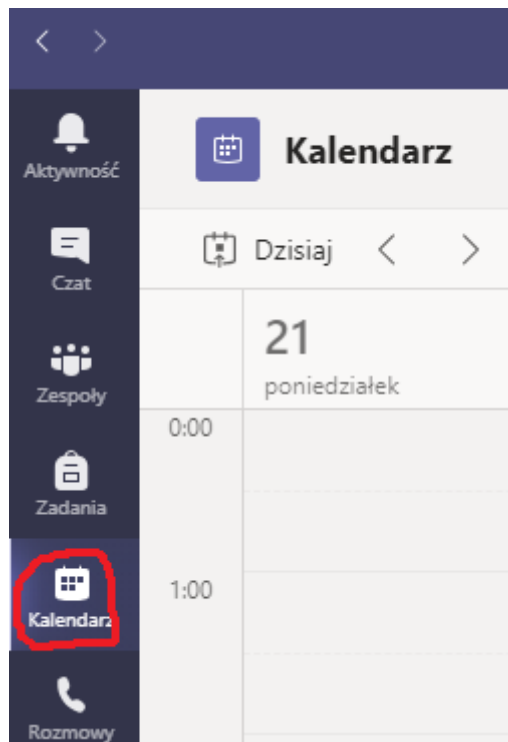 Aktywność
Czat
Zespoły
Zadania
Kalendarz
Rozmowy
Kalendarz
Dzisiaj
21
poniedziałek
0:00
1:00